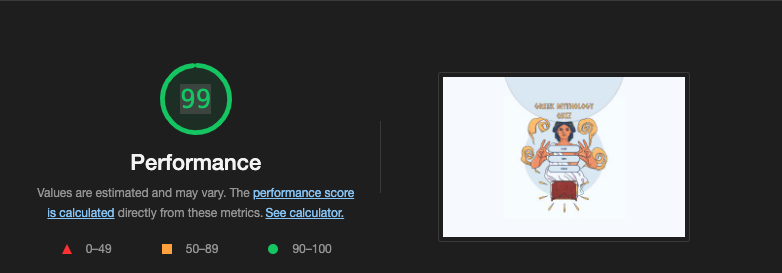 99
Performance
Values are estimated and may vary. The performance score
is calculated directly from these metrics. See calculator.
0–49
50–89
90–100
GREEK MYTHOLOGY
QUIZ